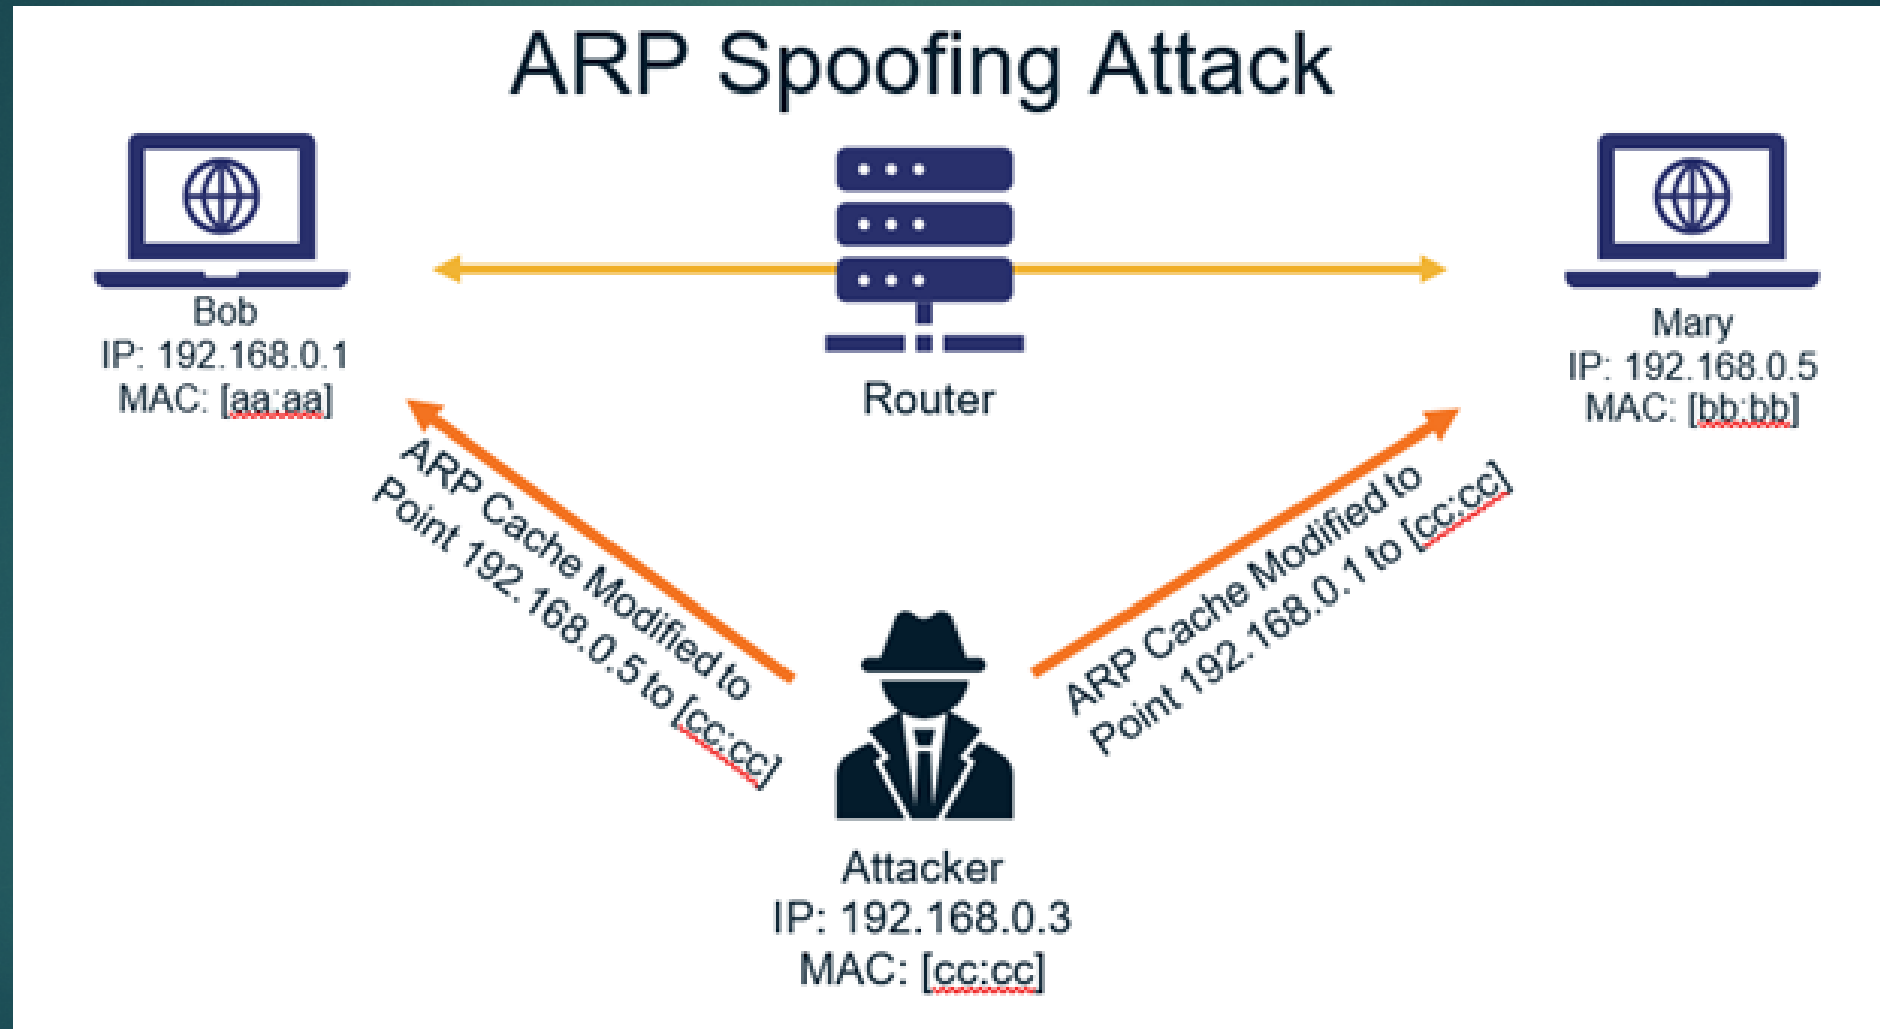 ARP Spoofing Attack
Bob
IP: 192.168.0.1
MAC: [aa:aa]
Router
Mary
IP: 192.168.0.5
MAC: [bb:bb]
ARP Cache Modified to
Point 192.168.0.5 to [cc:cc]
ARP Cache Modified to
Point 192.168.0.1 to [cc:cc]
Attacker
IP: 192.168.0.3
MAC: [cc:cc]